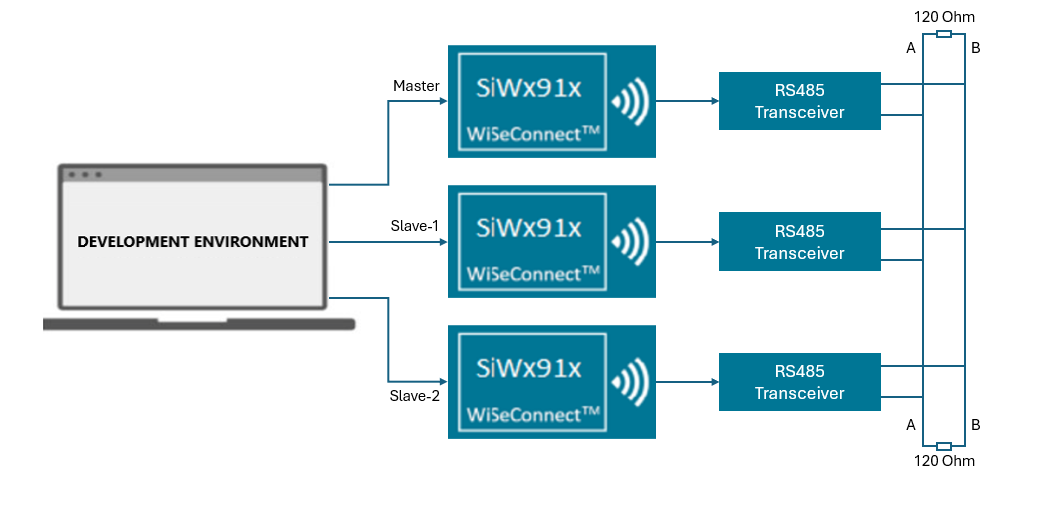 120 Ohm
A
B
Master
SiWx91x
WiSeConnect™
RS485
Transceiver
DEVELOPMENT ENVIRONMENT
Slave-1
SiWx91x
WiSeConnect™
RS485
Transceiver
Slave-2
SiWx91x
WiSeConnect™
RS485
Transceiver
A
B
120 Ohm